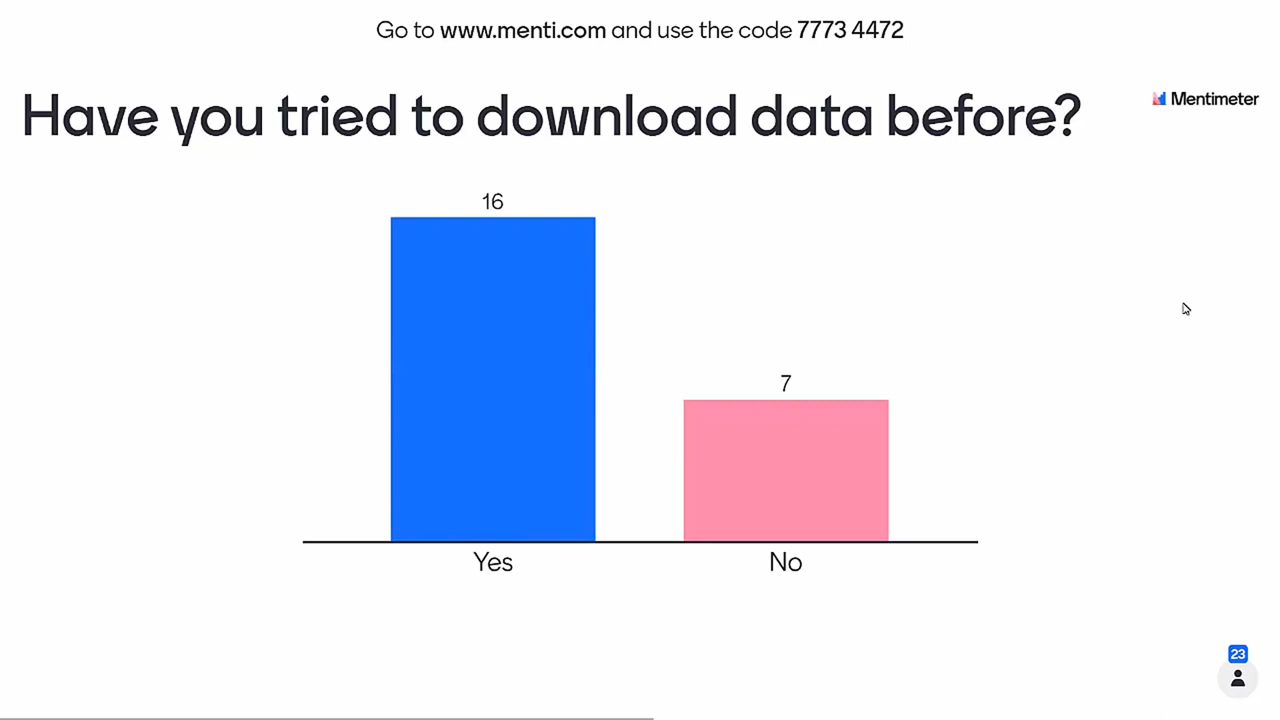 Go to www.menti.com and use the code 7773 4472
Have you tried to download data before?
Mentimeter
16
7
Yes
No
23